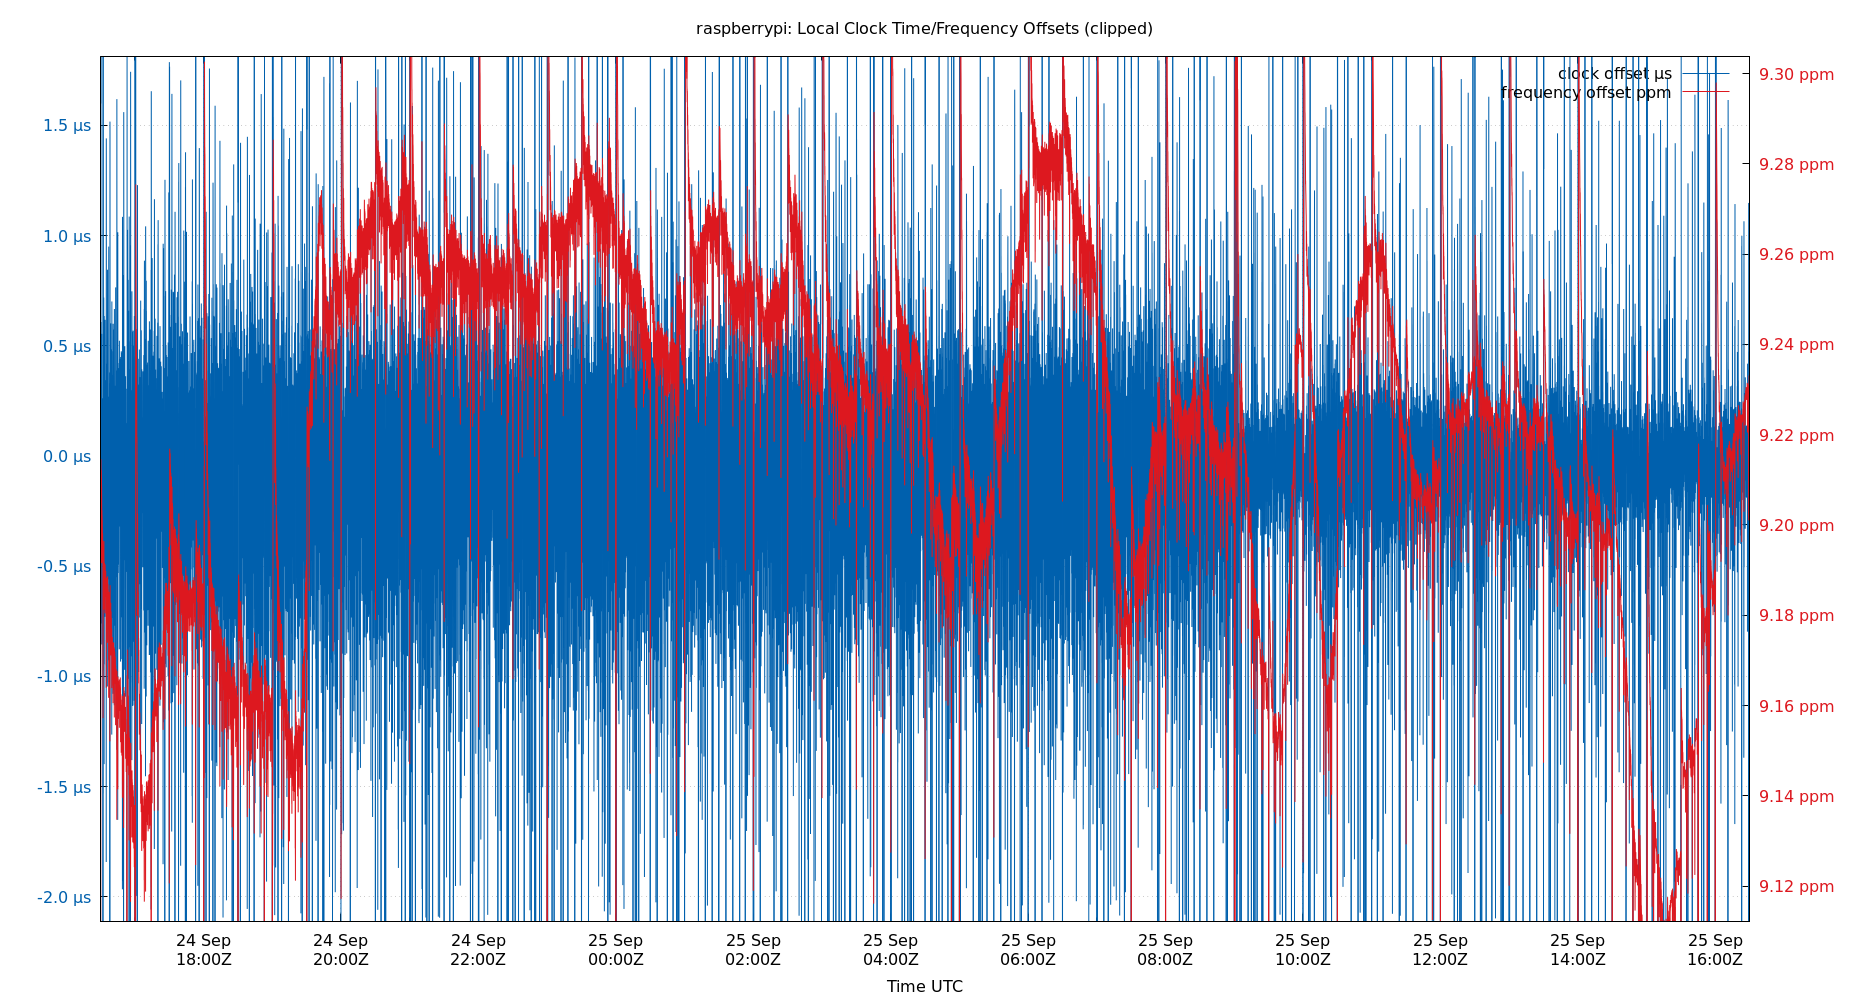 raspberrypi: Local Clock Time/Frequency Offsets (clipped)
clock offset µs
frequency offset ppm
1.5 µs
1.0 µs
0.5 µs
0.0 µs
-0.5 µs
-1.0 µs
-1.5 µs
-2.0 µs
9.30 ppm
9.28 ppm
9.26 ppm
9.24 ppm
9.22 ppm
9.20 ppm
9.18 ppm
9.16 ppm
9.14 ppm
9.12 ppm
24 Sep
18:00Z
24 Sep
20:00Z
24 Sep
22:00Z
25 Sep
00:00Z
25 Sep
02:00Z
25 Sep
04:00Z
25 Sep
06:00Z
25 Sep
08:00Z
25 Sep
10:00Z
25 Sep
12:00Z
25 Sep
14:00Z
25 Sep
16:00Z
Time UTC